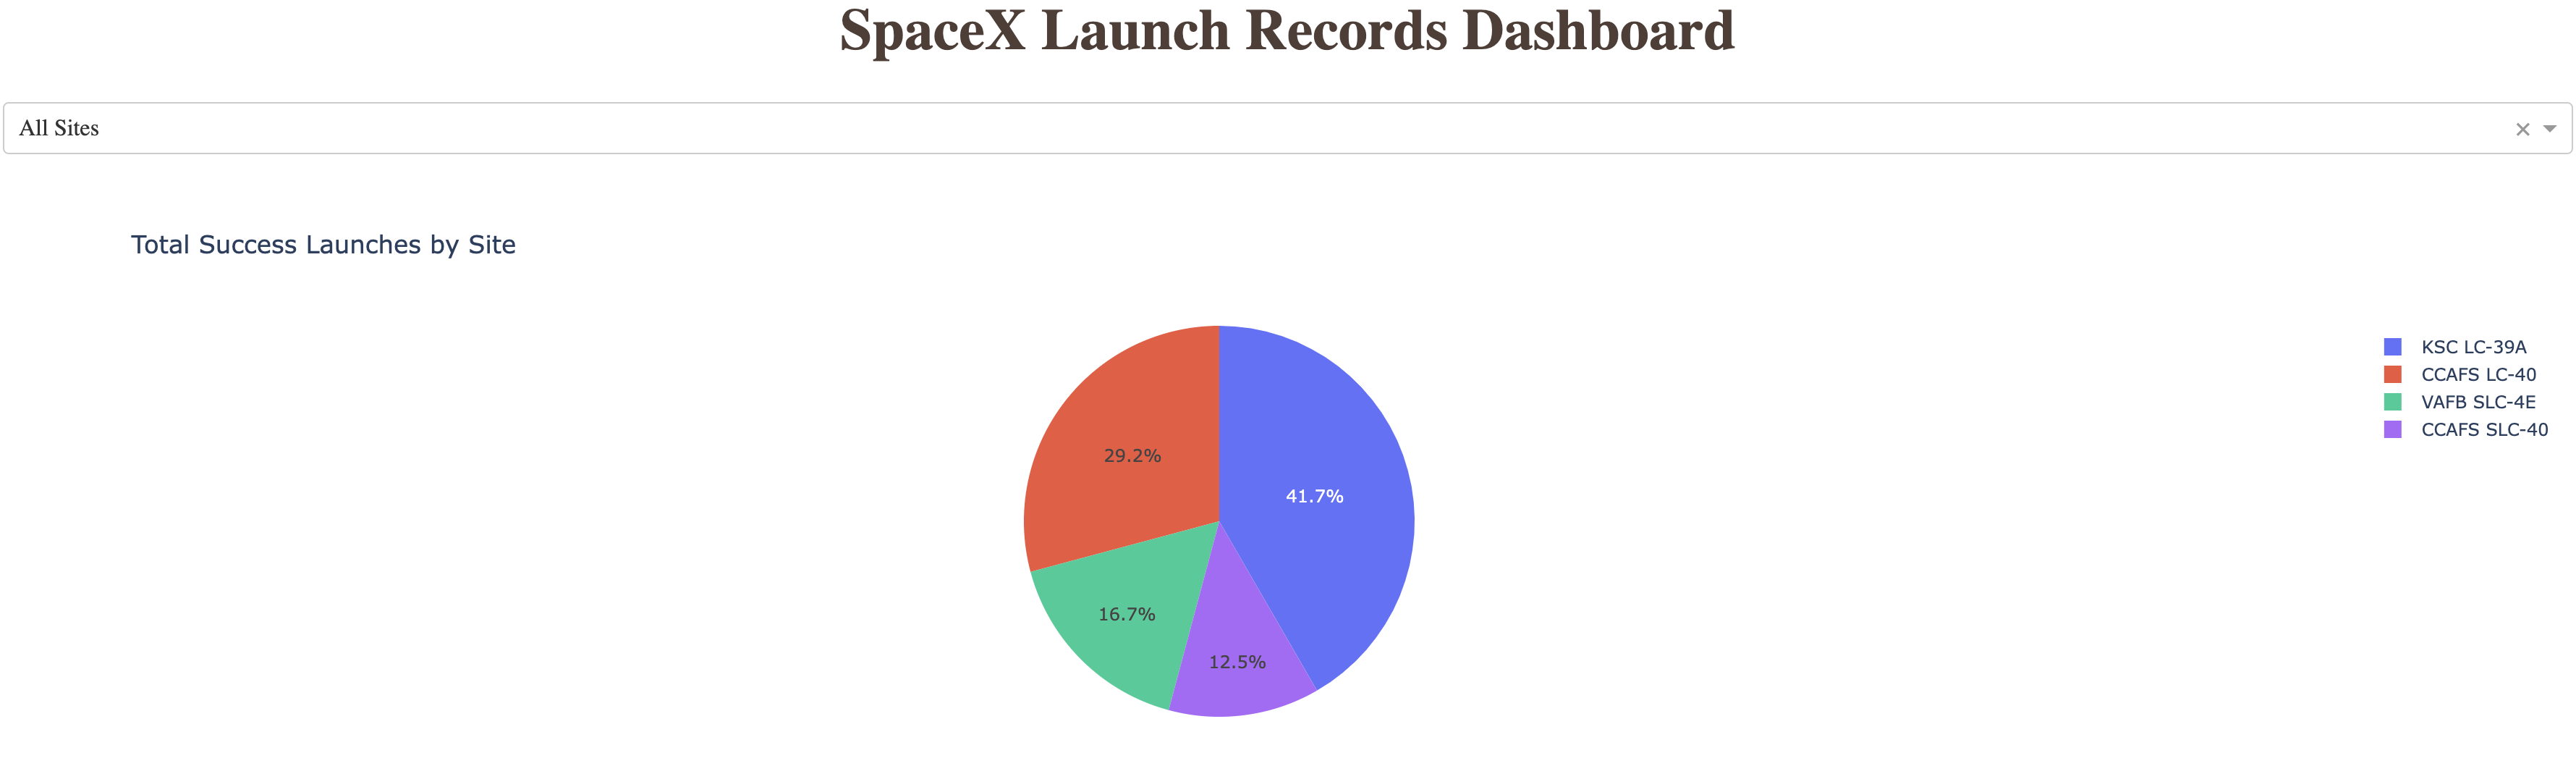 SpaceX Launch Records Dashboard
All Sites
Total Success Launches by Site
KSC LC-39A
CCAFS LC-40
VAFB SLC-4E
CCAFS SLC-40
29.2%
41.7%
16.7%
12.5%